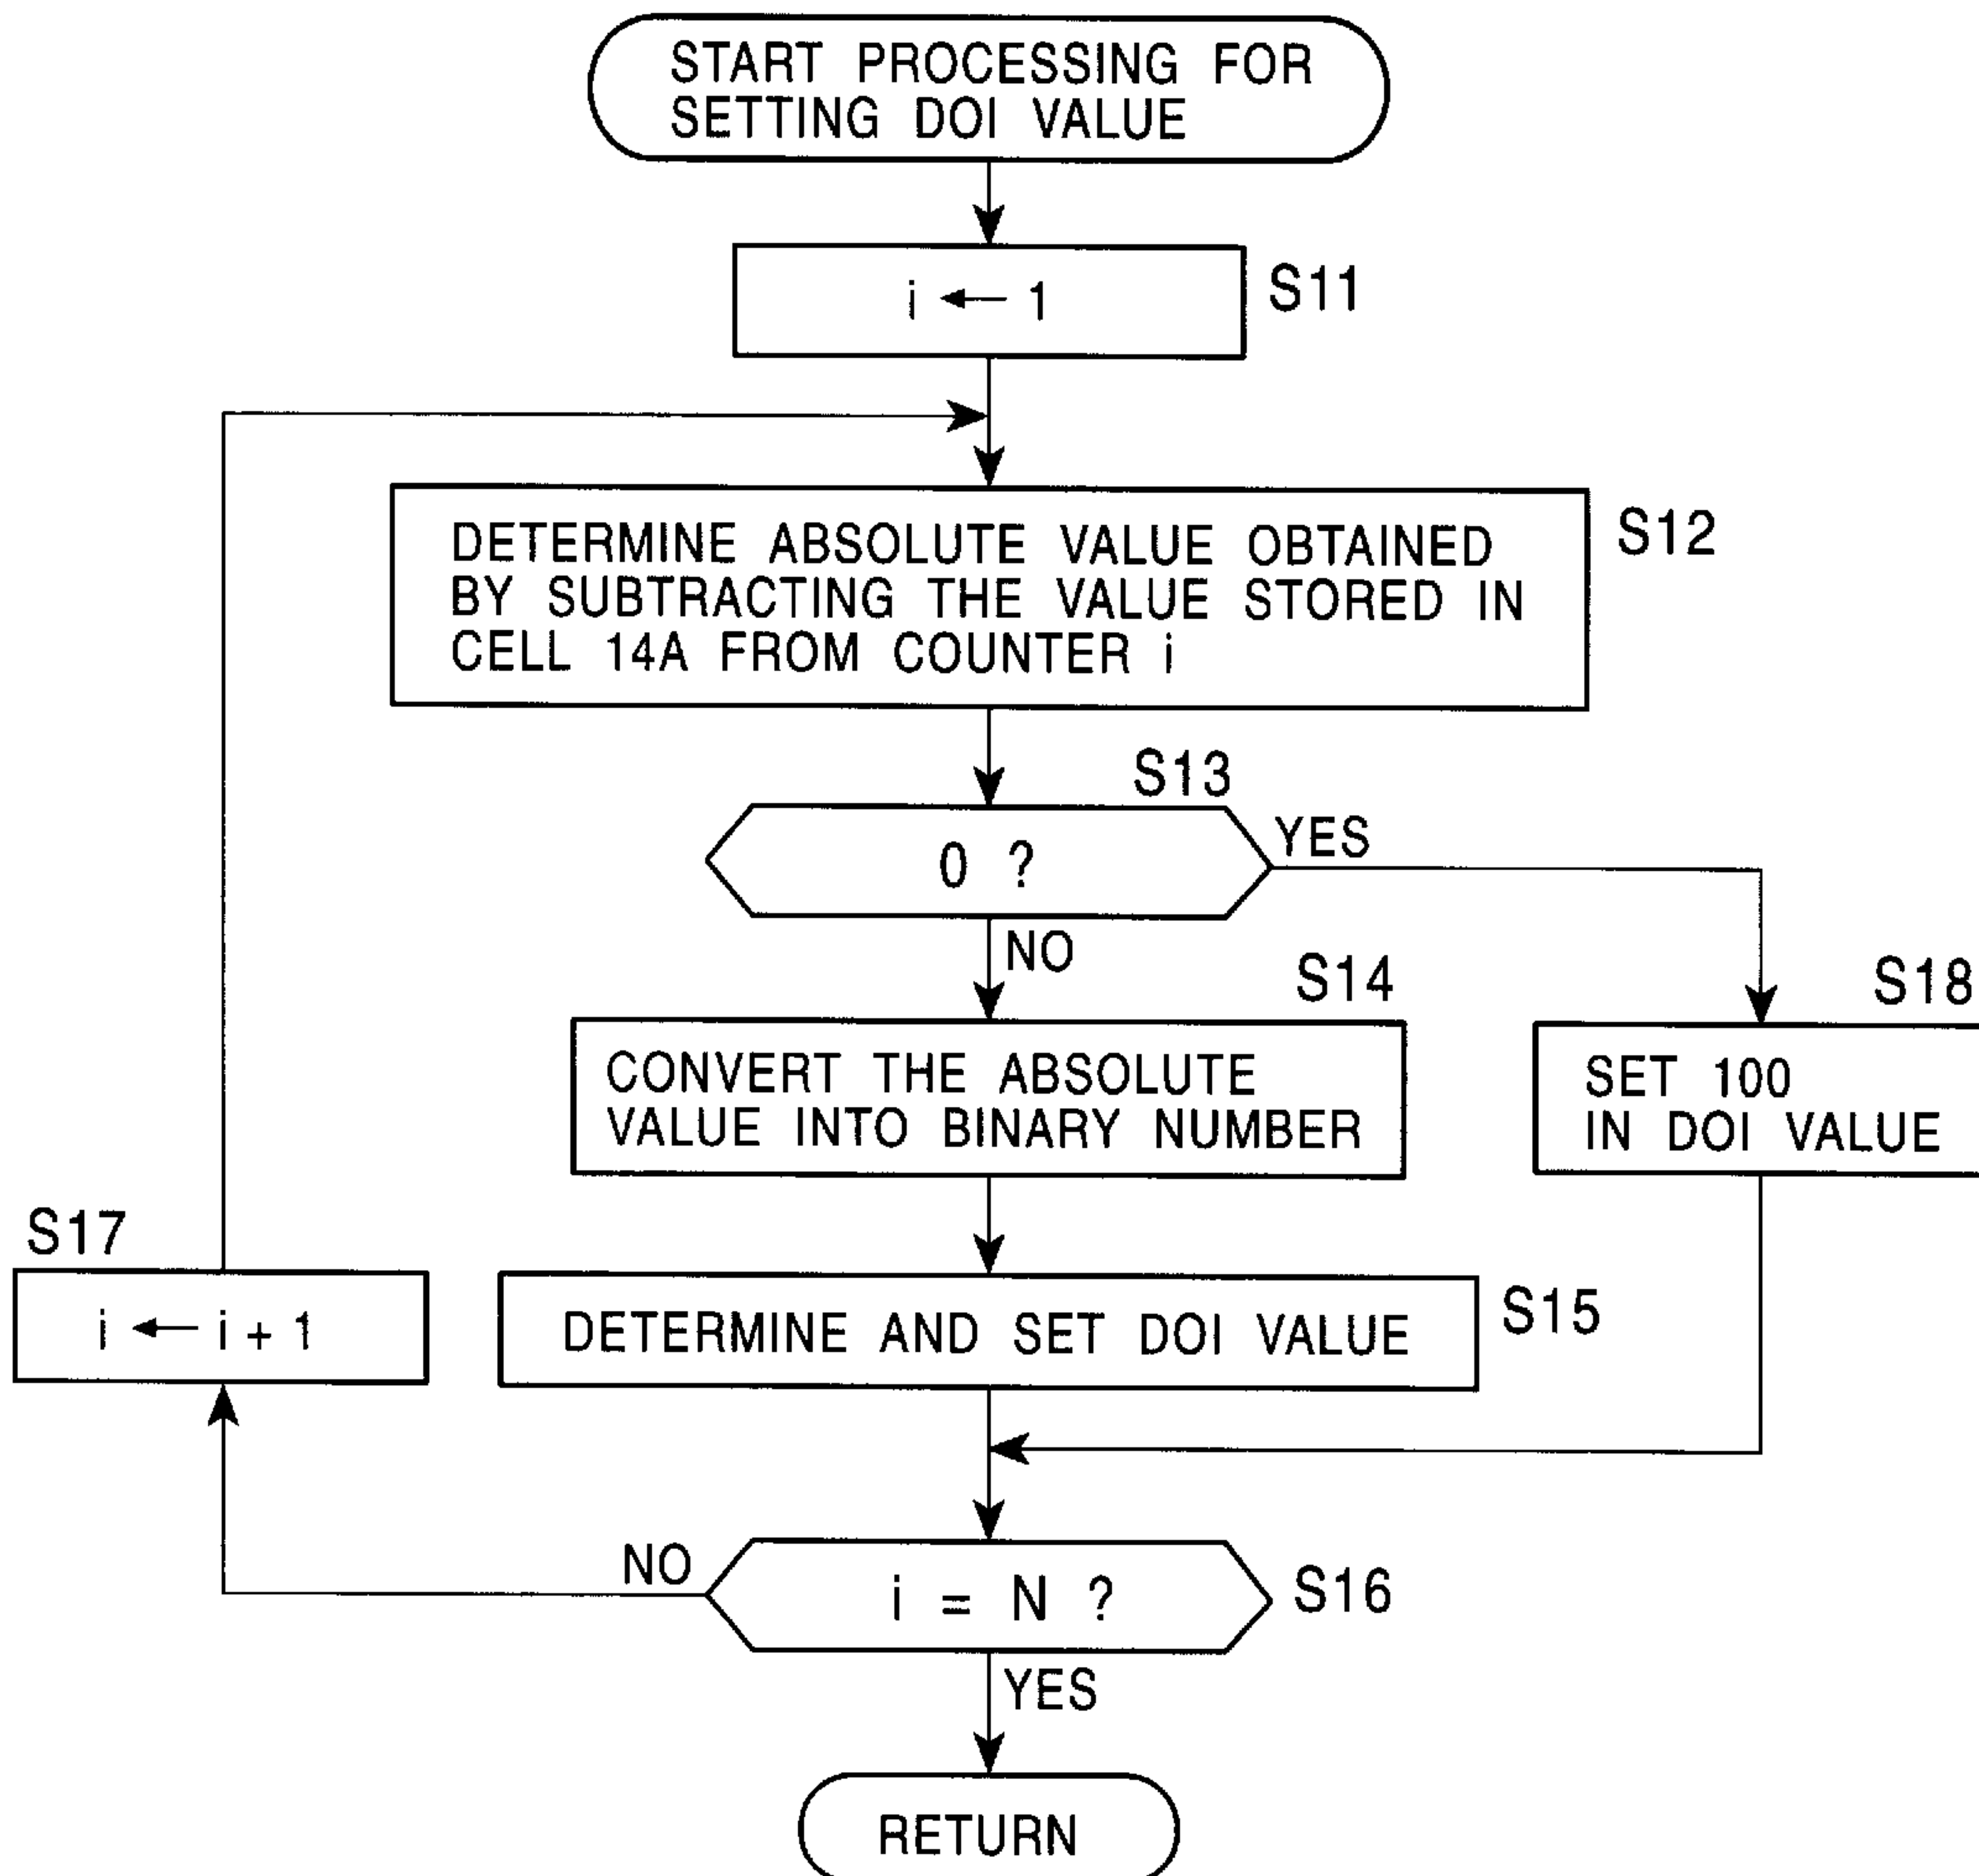 START PROCESSING FOR
SETTING DOI VALUE
i ← 1
S11
DETERMINE ABSOLUTE VALUE OBTAINED
BY SUBTRACTING THE VALUE STORED IN
CELL 14A FROM COUNTER i
S12
S13
0 ?
YES
NO
S14
CONVERT THE ABSOLUTE
VALUE INTO BINARY NUMBER
S18
SET 100
IN DOI VALUE
S17
i ← i + 1
DETERMINE AND SET DOI VALUE
S15
NO
i = N ?
S16
YES
RETURN